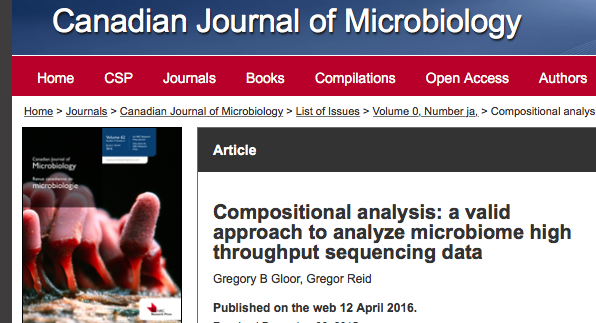 Canadian Journal of Microbiology
Home CSP Journals Books Compilations Open Access Authors
Home > Journals > Canadian Journal of Microbiology > List of Issues > Volume 0, Number ja, > Compositional analys
Volume 62
Canadian Journal of
Microbiology
Revue canadienne de
microbiologie
Article
Compositional analysis: a valid
approach to analyze microbiome high
throughput sequencing data
Gregory B Gloor, Gregor Reid
Published on the web 12 April 2016.